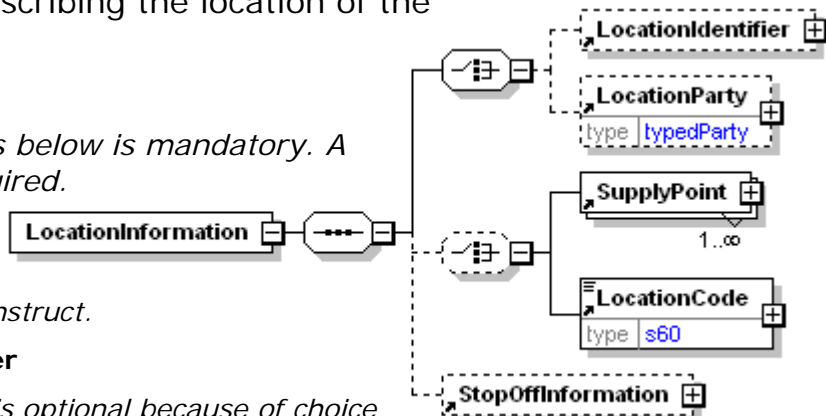 scribing the location of the
LocationIdentifier
LocationParty
type typedParty
s below is mandatory. A
uired.
SupplyPoint
1..∞
LocationInformation
LocationCode
type s60
nstruct.
er
s optional because of choice
StopOffInformation